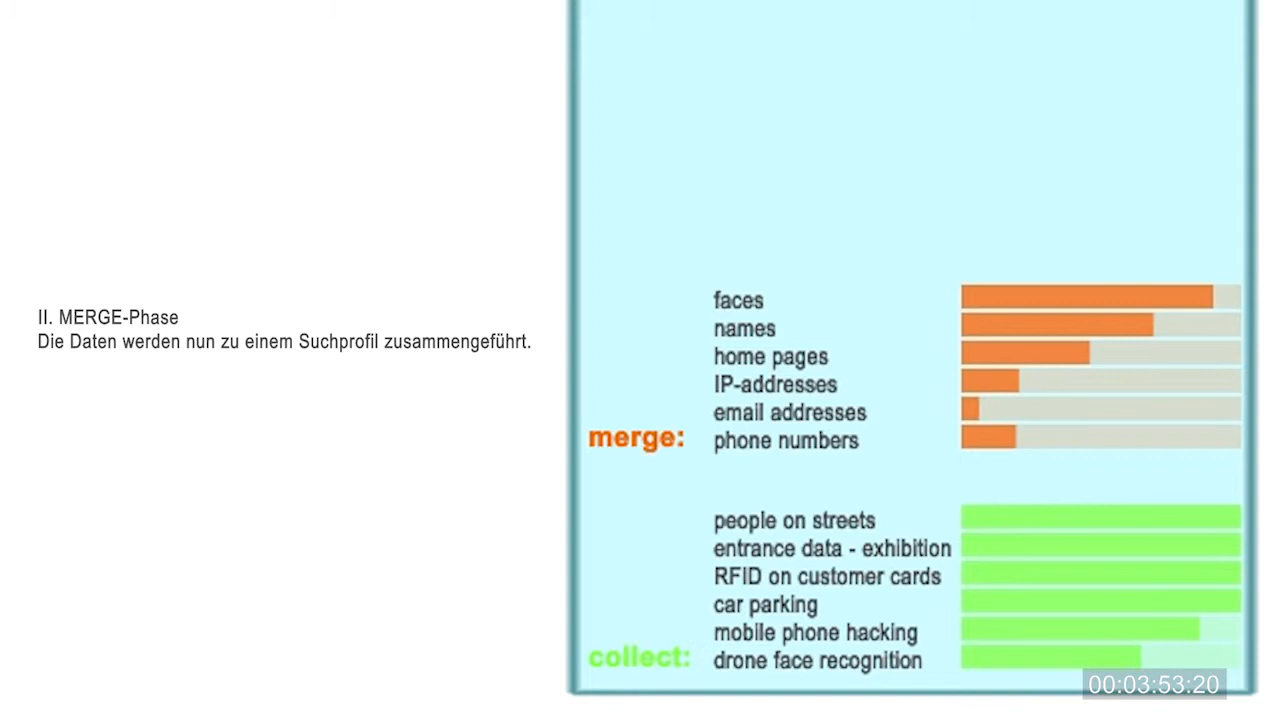 II. MERGE-Phase
Die Daten werden nun zu einem Suchprofil zusammengeführt.
faces
names
home pages
IP-addresses
email addresses
merge: phone numbers
people on streets
entrance data - exhibition
RFID on customer cards
car parking
mobile phone hacking
collect: drone face recognition
00:03:53:20